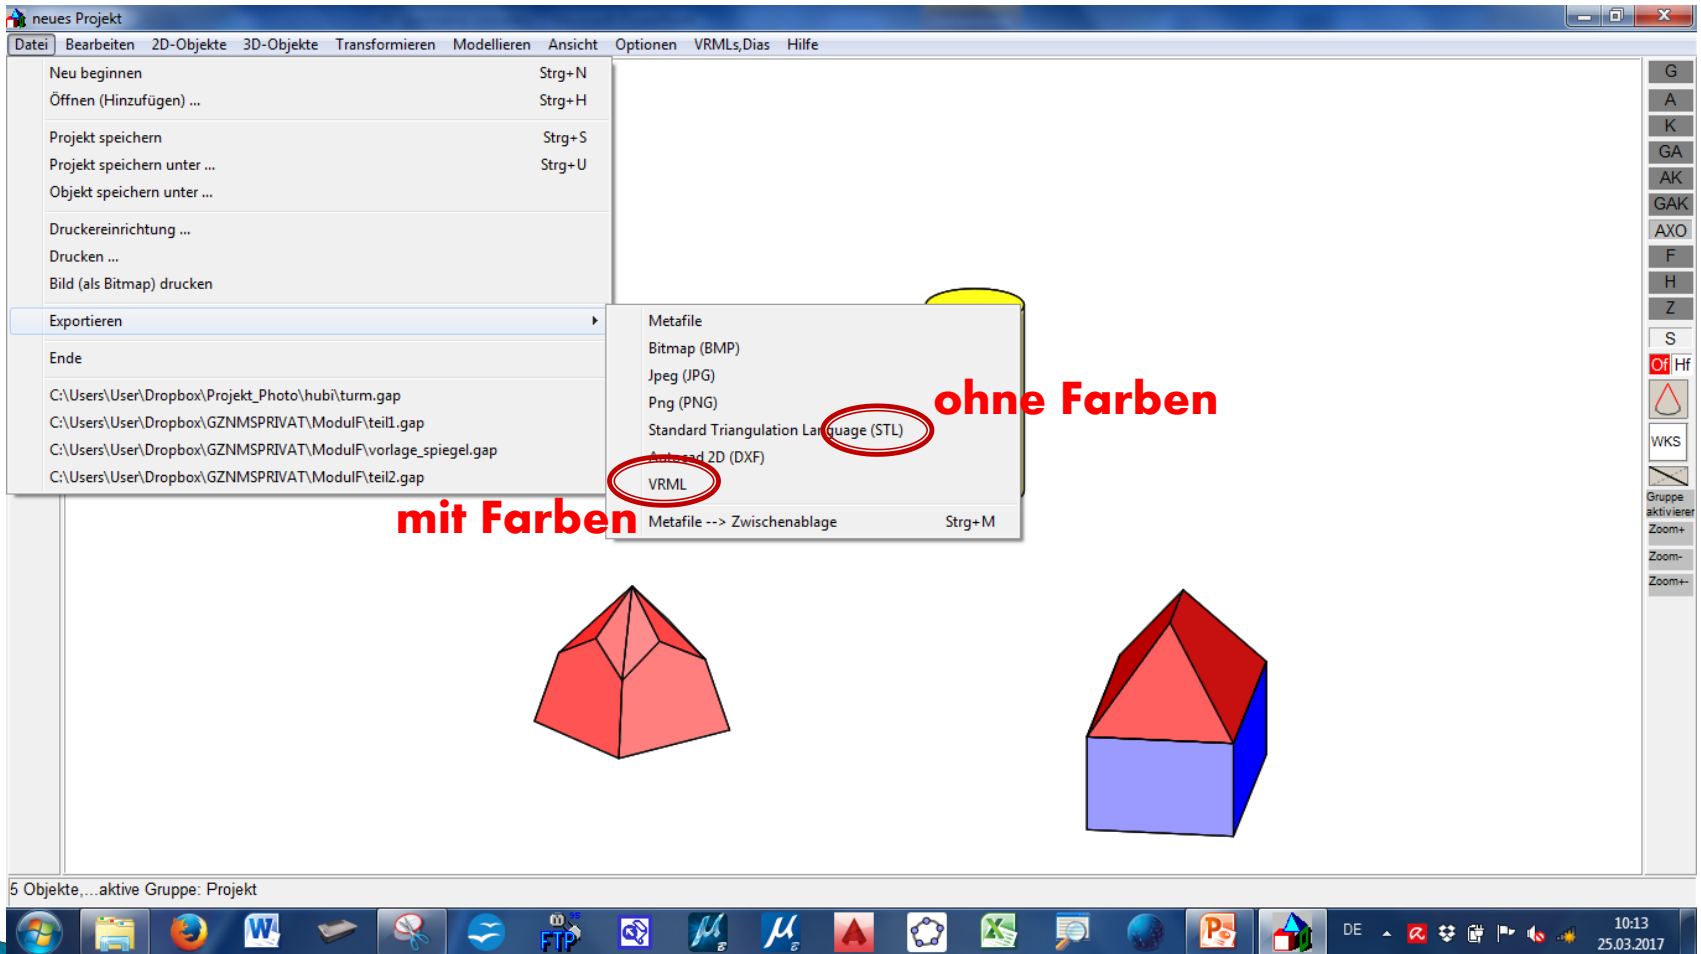 neues Projekt
Datei Bearbeiten 2D-Objekte 3D-Objekte Transformieren Modellieren Ansicht Optionen VRMLs,Dias Hilfe
Neu beginnen Strg+N
Öffnen (Hinzufügen) ... Strg+H
Projekt speichern Strg+S
Projekt speichern unter ... Strg+U
Objekt speichern unter ...
Druckereinrichtung ...
Drucken ...
Bild (als Bitmap) drucken
Exportieren
Ende
C:\Users\User\Dropbox\Projekt_Photo\hubi\turm.gap
C:\Users\User\Dropbox\GZNMSPRIVAT\ModulF\teil1.gap
C:\Users\User\Dropbox\GZNMSPRIVAT\ModulF\vorlage_spiegel.gap
C:\Users\User\Dropbox\GZNMSPRIVAT\ModulF\teil2.gap
Metafile
Bitmap (BMP)
Jpeg (JPG)
Png (PNG)
Standard Triangulation Language (STL)
Autocad 2D (DXF)
VRML
Metafile --> Zwischenablage Strg+M
ohne Farben
mit Farben
G
A
K
GA
AK
GAK
AXO
F
H
Z
S
Of Hf
WKS
Gruppe
aktivieren
Zoom+
Zoom-
Zoom+-
5 Objekte,...aktive Gruppe: Projekt
95
FTP
DE
10:13
25.03.2017